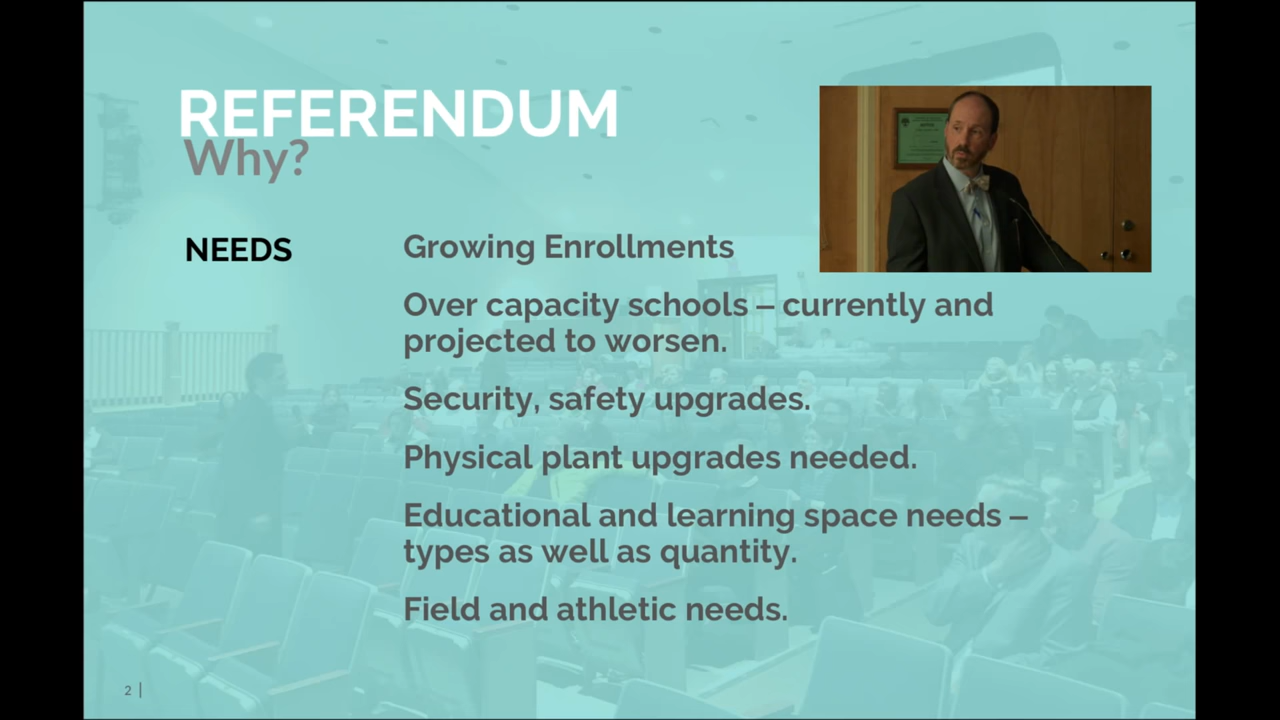 REFERENDUM
Why?
NEEDS
Growing Enrollments
Over capacity schools – currently and
projected to worsen.
Security, safety upgrades.
Physical plant upgrades needed.
Educational and learning space needs –
types as well as quantity.
Field and athletic needs.
2 |